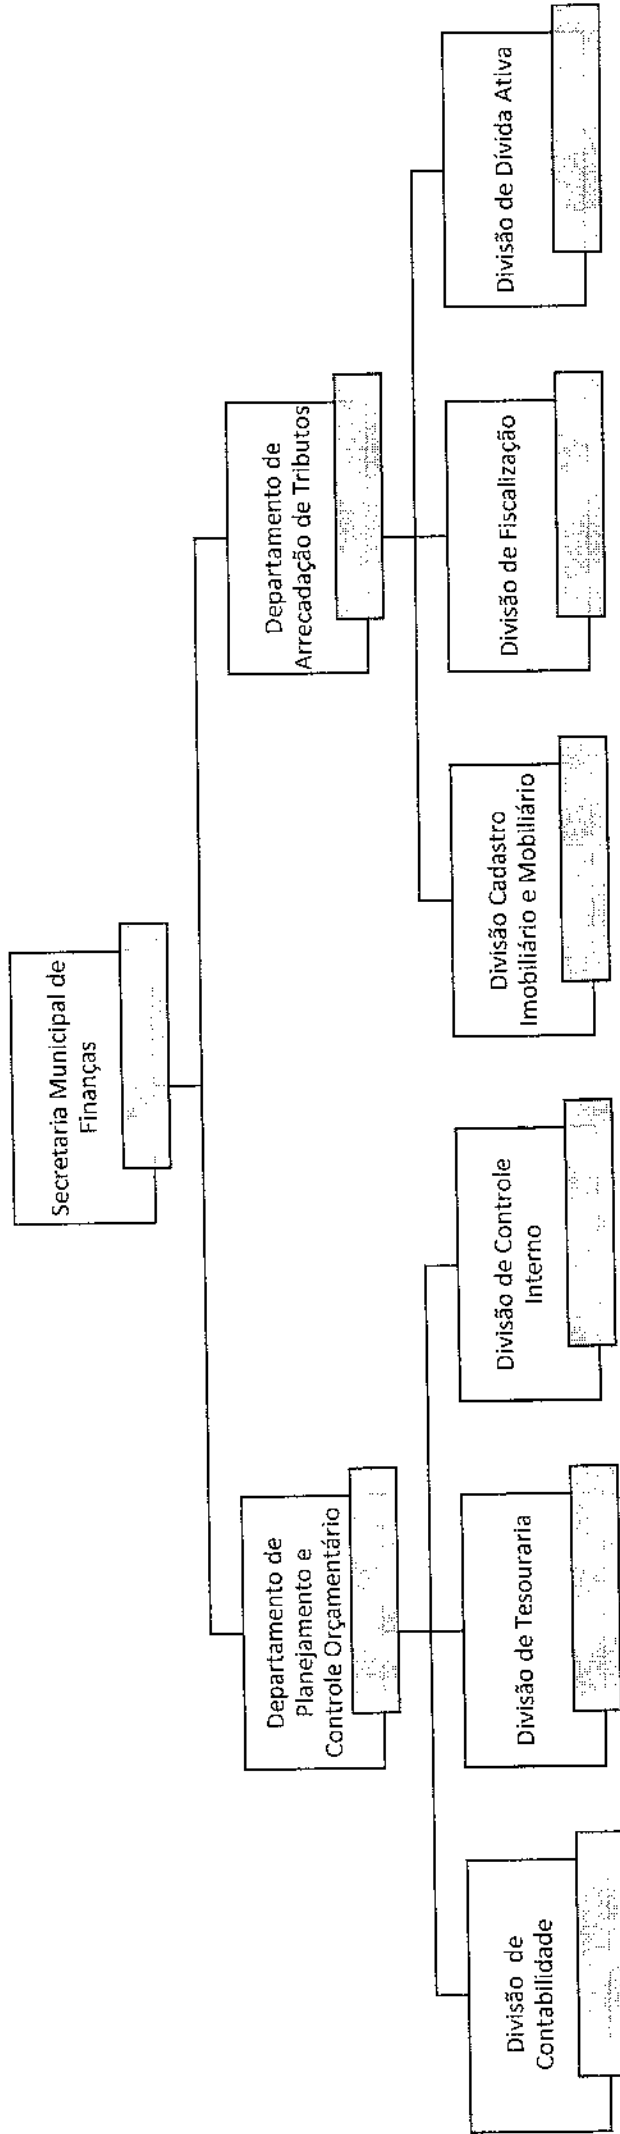 Secretaria Municipal de
Finanças
Departamento de
Planejamento e
Controle Orçamentário
Departamento de
Arrecadação de Tributos
Divisão de
Contabilidade
Divisão de Tesouraria
Divisão de Controle
Interno
Divisão Cadastro
Imobiliário e Mobiliário
Divisão de Fiscalização
Divisão de Dívida Ativa